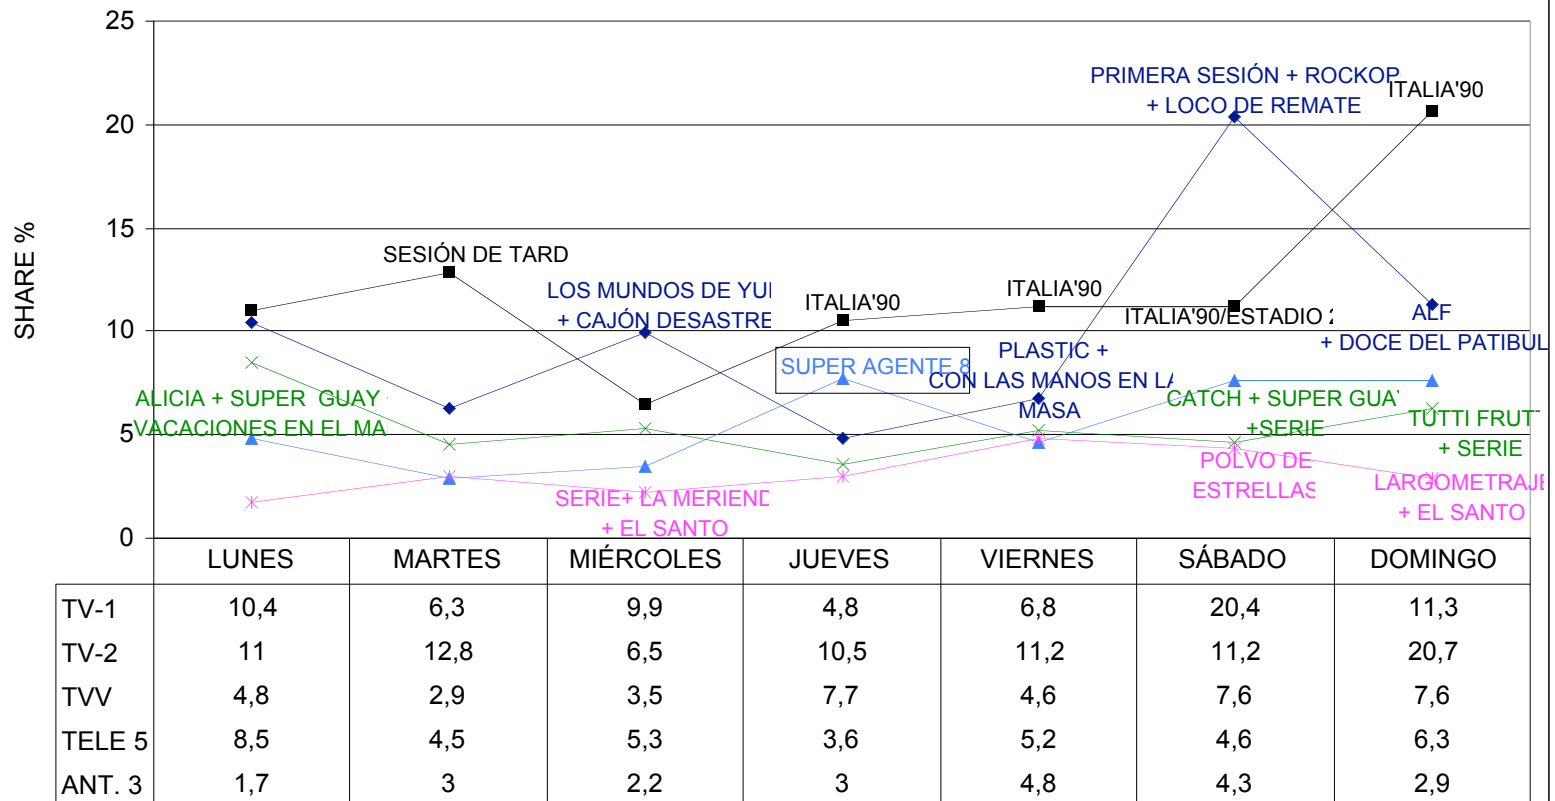 25
PRIMERA SESIÓN + ROCKOP
+ LOCO DE REMATE
ITALIA'90
20
SHARE %
15
SESIÓN DE TARD
LOS MUNDOS DE YUI
+ CAJÓN DESASTRE
ITALIA'90
ITALIA'90
ITALIA'90/ESTADIO 2
ALF
+ DOCE DEL PATIBUL
10
PLASTIC +
CON LAS MANOS EN LA
MASA
SUPER AGENTE 8
ALICIA + SUPER GUAY
VACACIONES EN EL MA
CATCH + SUPER GUAY
+SERIE
TUTTI FRUT
+ SERIE
5
POLVO DE
ESTRELLAS
SERIE+ LA MERIEND
+ EL SANTO
LARGOMETRAJE
+ EL SANTO
0
LUNES MARTES MIÉRCOLES JUEVES VIERNES SÁBADO DOMINGO
TV-1 10,4 6,3 9,9 4,8 6,8 20,4 11,3
TV-2 11 12,8 6,5 10,5 11,2 11,2 20,7
TVV 4,8 2,9 3,5 7,7 4,6 7,6 7,6
TELE 5 8,5 4,5 5,3 3,6 5,2 4,6 6,3
ANT. 3 1,7 3 2,2 3 4,8 4,3 2,9